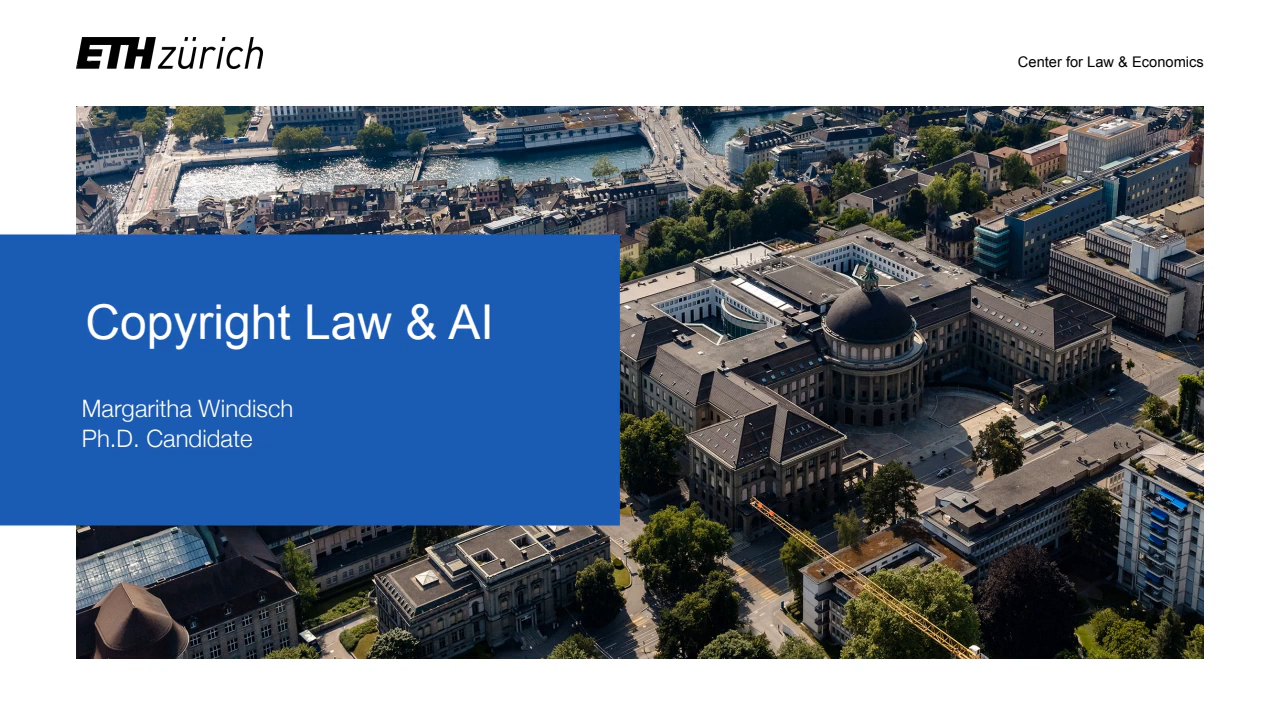 ETH zürich
Center for Law & Economics
Copyright Law & AI
Margaritha Windisch
Ph.D. Candidate